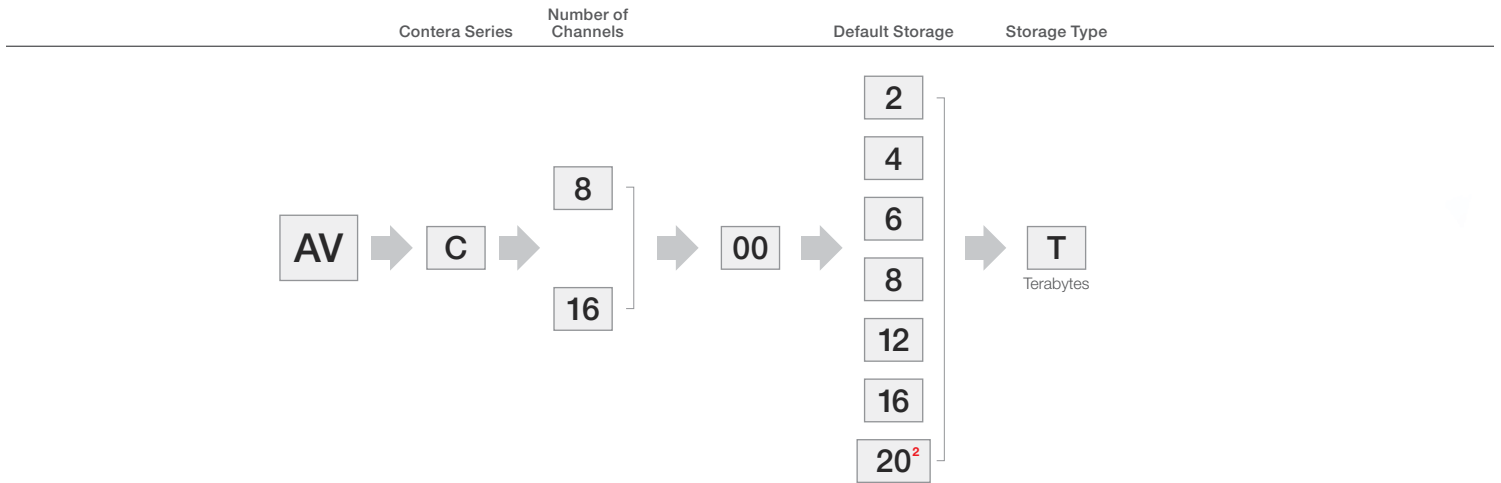 Contera Series
Number of
Channels
Default Storage
Storage Type
AV
C
8
16
00
2
4
6
8
12
16
20²
T
Terabytes